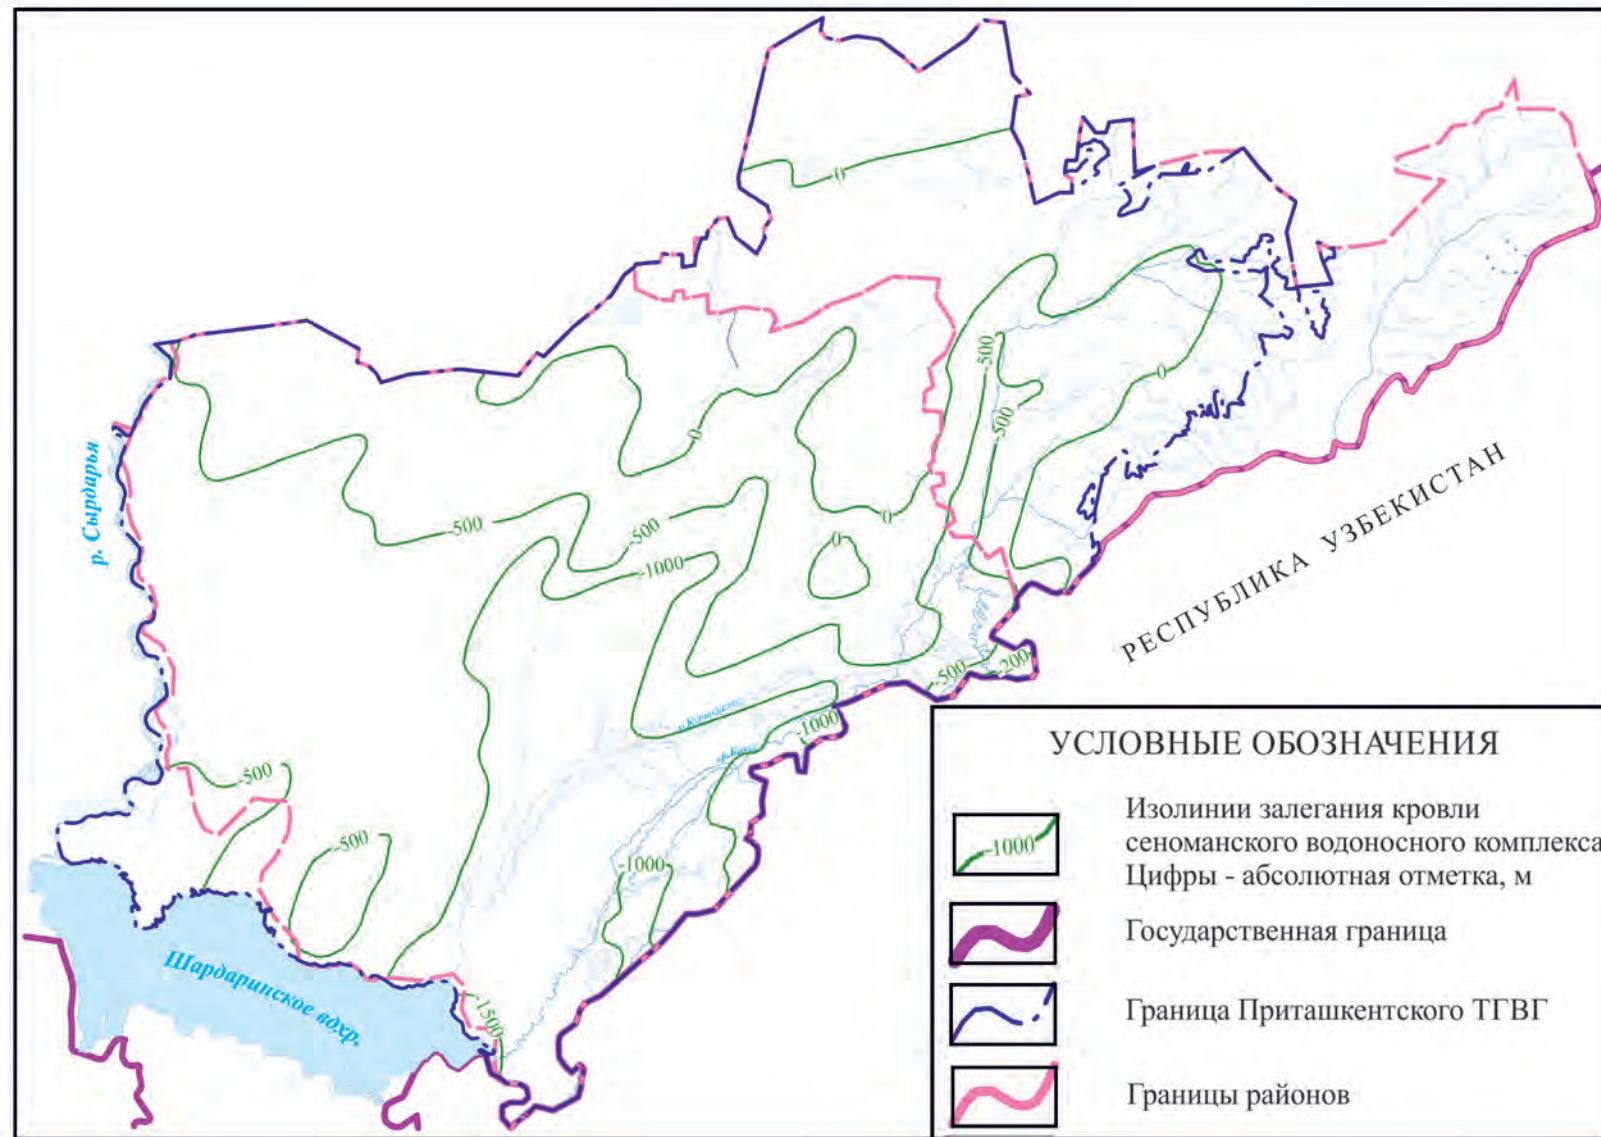 0
-500
0
-500
0
0
р. Сырдарья
-500
-500
0
-1000
РЕСПУБЛИКА УЗБЕКИСТАН
-500
-200
-1000
-500
-500
-1000
Шардаринское вдхр.
-1500
УСЛОВНЫЕ ОБОЗНАЧЕНИЯ
-1000
Изолинии залегания кровли
сеноманского водоносного комплекса
Цифры - абсолютная отметка, м
Государственная граница
Граница Приташкентского ТГВГ
Границы районов